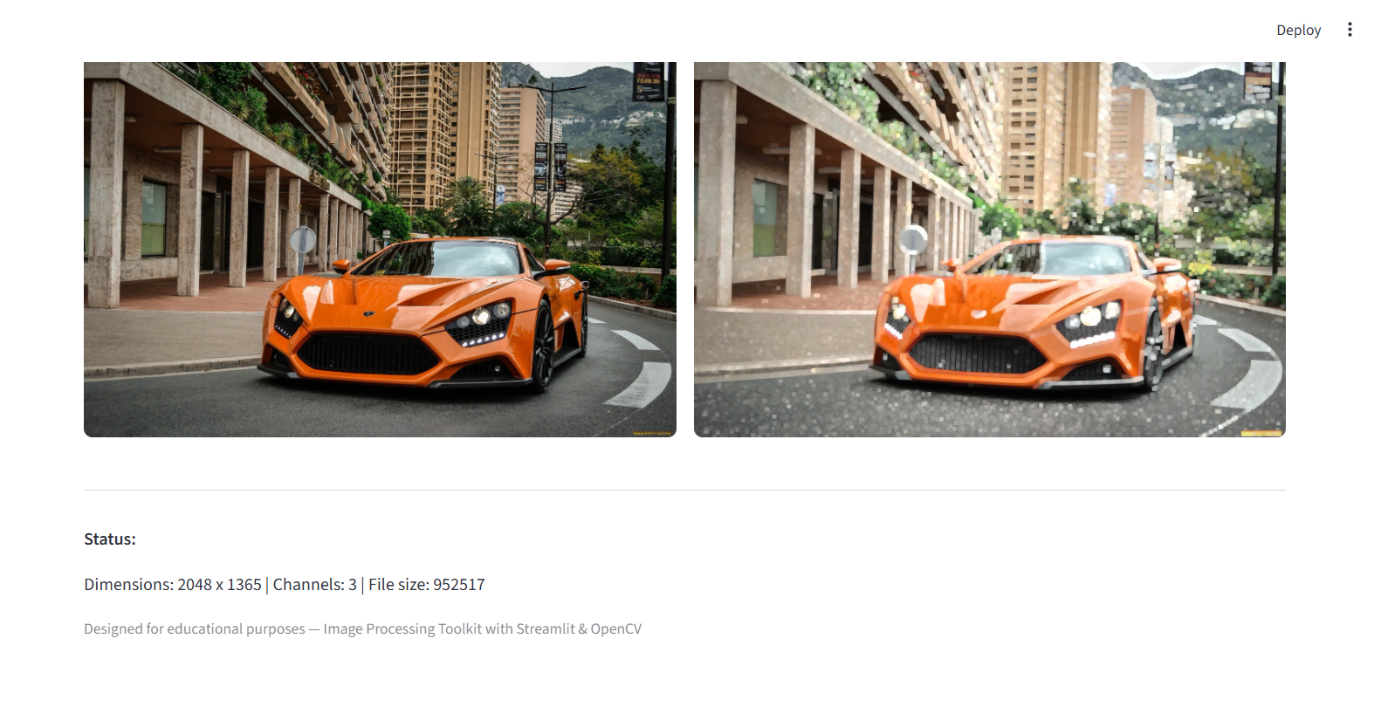 Deploy
Status:
Dimensions: 2048 x 1365 | Channels: 3 | File size: 952517
Designed for educational purposes — Image Processing Toolkit with Streamlit & OpenCV